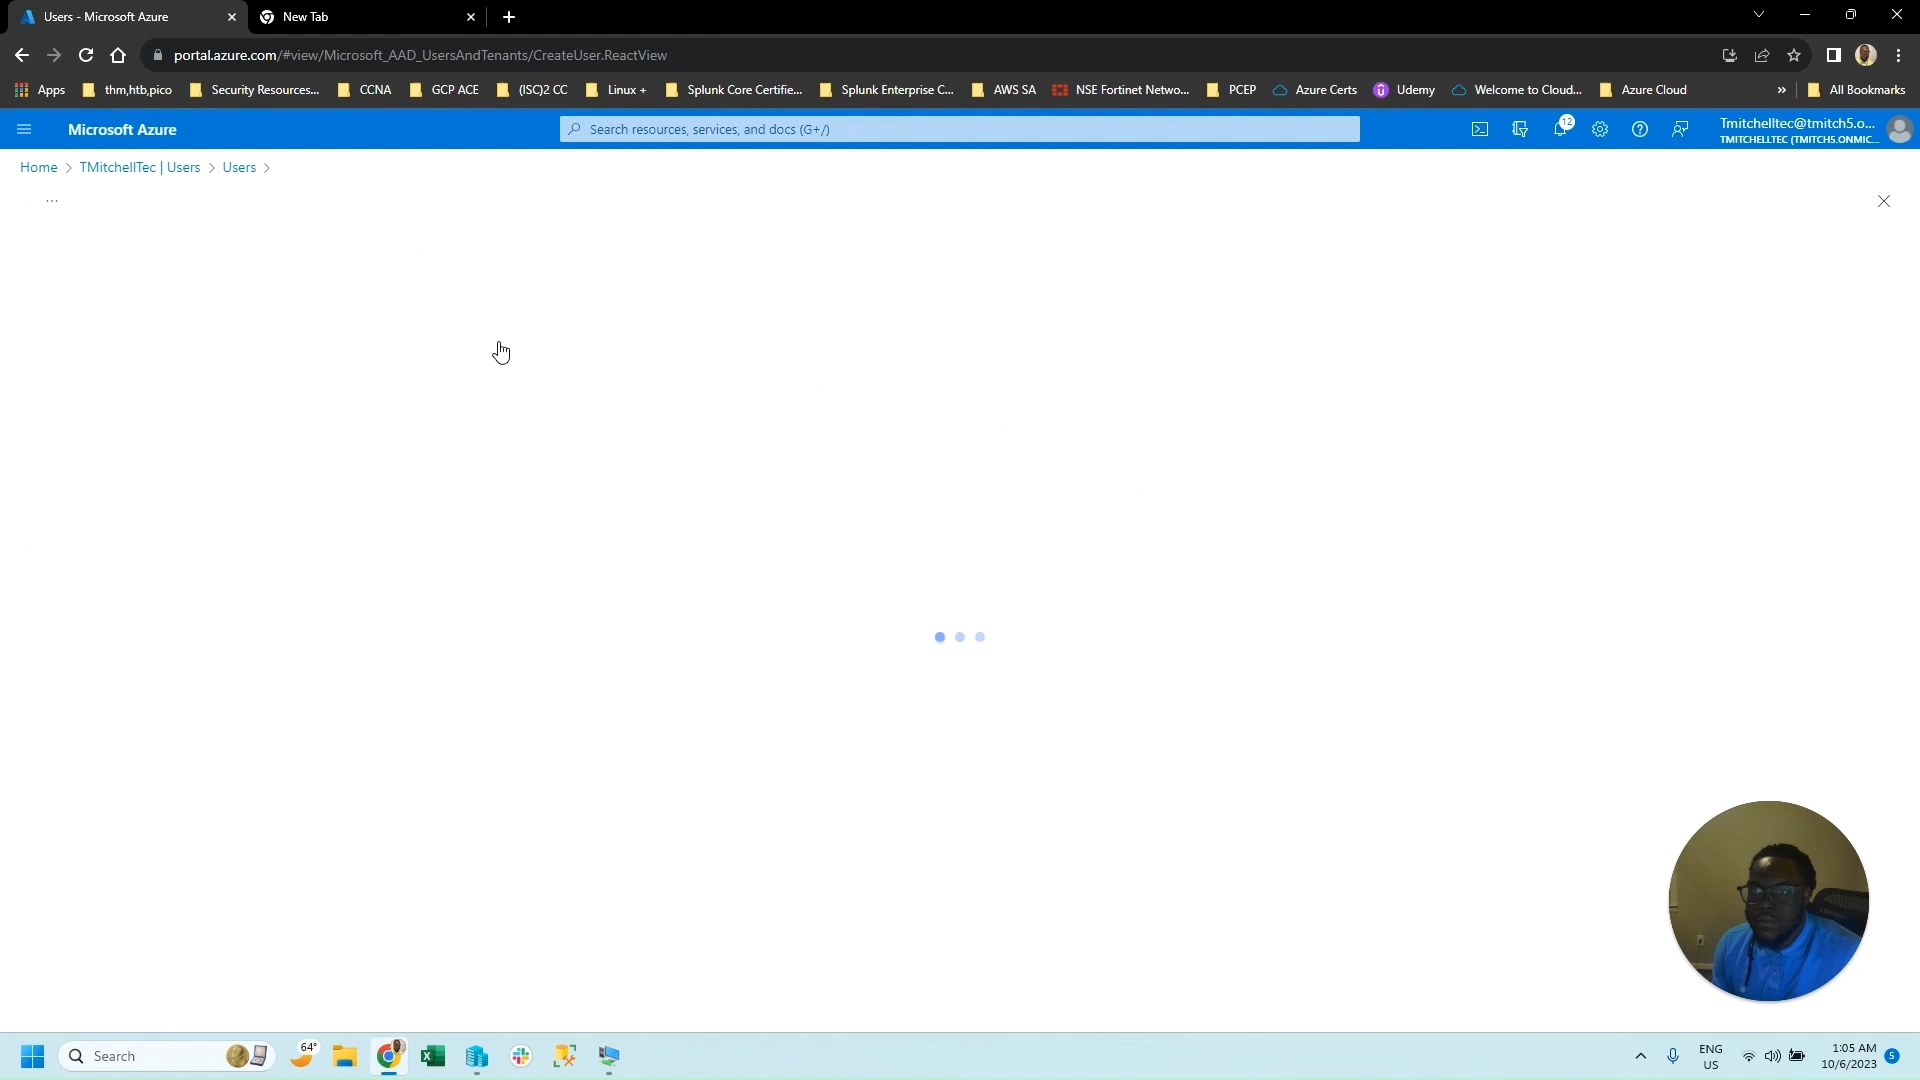 Users - Microsoft Azure
New Tab
portal.azure.com/#view/Microsoft_AAD_UsersAndTenants/CreateUser.ReactView
Apps
thm,htb,pico
Security Resources...
CCNA
GCP ACE
(ISC)2 CC
Linux +
Splunk Core Certifie...
Splunk Enterprise C...
AWS SA
NSE Fortinet Netwo...
PCEP
Azure Certs
Udemy
Welcome to Cloud...
Azure Cloud
»
All Bookmarks
Microsoft Azure
Search resources, services, and docs (G+/)
12
Tmitchelltec@tmitch5.o...
TMITCHELLTEC (TMITCH5.ONMIC...
Home > TMitchellTec | Users > Users >
...
Search
64°
ENG
US
1:05 AM
10/6/2023
5